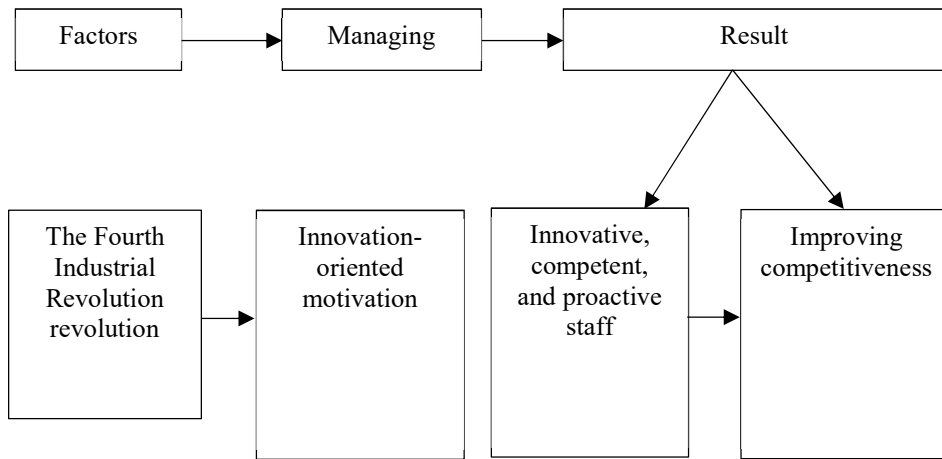 Factors
Managing
Result
The Fourth
Industrial
Revolution
revolution
Innovation-
oriented
motivation
Innovative,
competent,
and proactive
staff
Improving
competitiveness